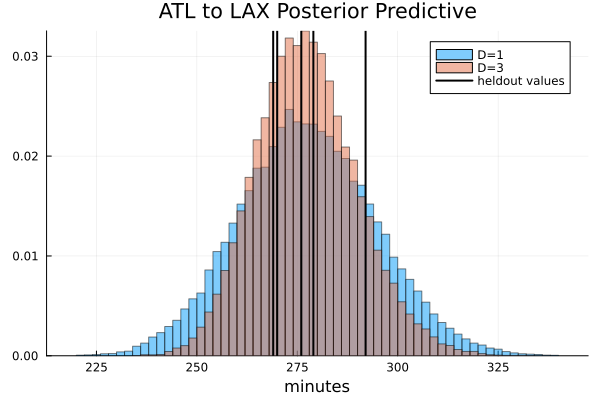 ATL to LAX Posterior Predictive
D=1
D=3
heldout values
0.03
0.02
0.01
0.00
225
250
275
300
325
minutes